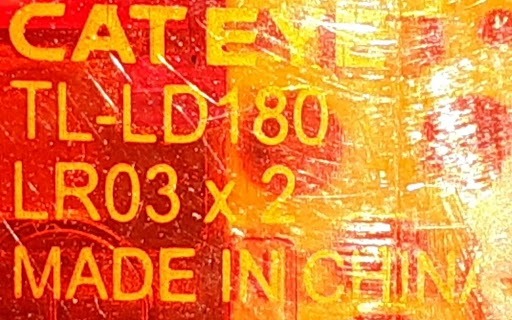 CATEYE
TL-LD180
LR03 x 2
MADE IN CHINA